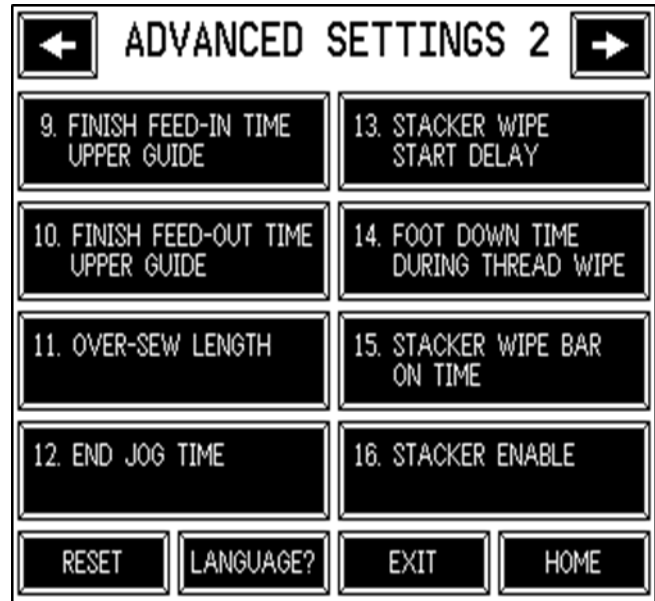 ADVANCED SETTINGS 2
9. FINISH FEED-IN TIME
UPPER GUIDE
13. STACKER WIPE
START DELAY
10. FINISH FEED-OUT TIME
UPPER GUIDE
14. FOOT DOWN TIME
DURING THREAD WIPE
11. OVER-SEW LENGTH
15. STACKER WIPE BAR
ON TIME
12. END JOG TIME
16. STACKER ENABLE
RESET
LANGUAGE?
EXIT
HOME